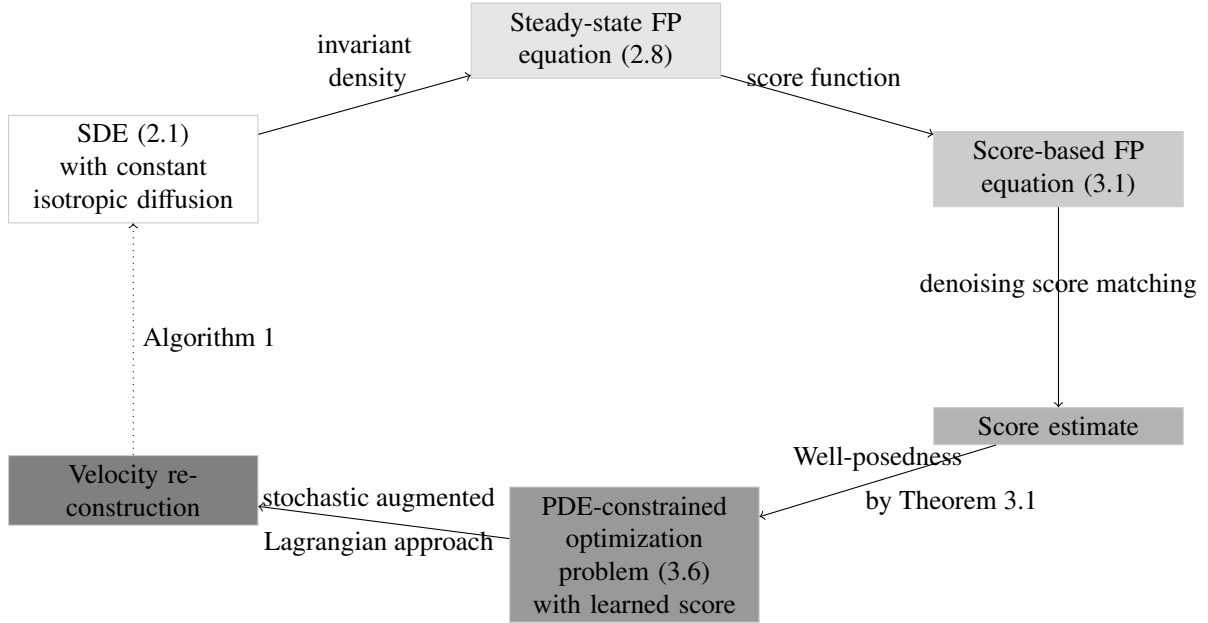 Steady-state FP
equation (2.8)
invariant
density
score function
SDE (2.1)
with constant
isotropic diffusion
Score-based FP
equation (3.1)
denoising score matching
Algorithm 1
Score estimate
Well-posedness
by Theorem 3.1
Velocity re-
construction
stochastic augmented
Lagrangian approach
PDE-constrained
optimization
problem (3.6)
with learned score